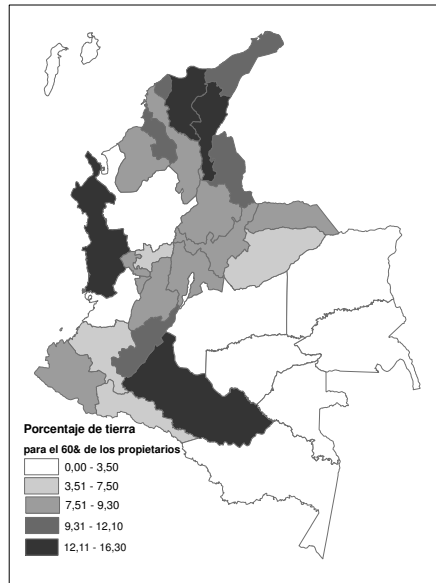 Porcentaje de tierra
para el 60& de los propietarios
0,00 - 3,50
3,51 - 7,50
7,51 - 9,30
9,31 - 12,10
12,11 - 16,30